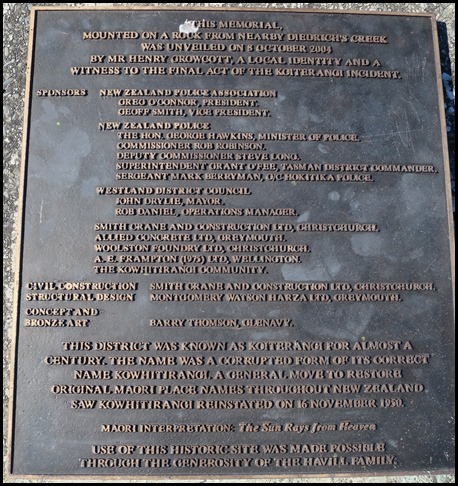 THIS MEMORIAL,
MOUNTED ON A ROCK FROM NEARBY DIEDRICH'S CREEK
WAS UNVEILED ON 8 OCTOBER 2004
BY MR HENRY GROWCOTT, A LOCAL IDENTITY AND A
WITNESS TO THE FINAL ACT OF THE KOITERANGI INCIDENT.
SPONSORS NEW ZEALAND POLICE ASSOCIATION
GREG O'CONNOR, PRESIDENT.
GEOFF SMITH, VICE PRESIDENT.
NEW ZEALAND POLICE
THE HON. GEORGE HAWKINS, MINISTER OF POLICE.
COMMISSIONER ROB ROBINSON.
DEPUTY COMMISSIONER STEVE LONG.
SUPERINTENDENT GRANT O'FEE, TASMAN DISTRICT COMMANDER.
SERGEANT MARK BERRYMAN, O/C HOKITIKA POLICE.
WESTLAND DISTRICT COUNCIL
JOHN DRYLIE, MAYOR.
ROB DANIEL, OPERATIONS MANAGER.
SMITH CRANE AND CONSTRUCTION LTD, CHRISTCHURCH.
ALLIED CONCRETE LTD, GREYMOUTH.
WOOLSTON FOUNDRY LTD, CHRISTCHURCH.
A. E. FRAMPTON (1975) LTD, WELLINGTON.
THE KOWHITIRANGI COMMUNITY.
CIVIL CONSTRUCTION SMITH CRANE AND CONSTRUCTION LTD, CHRISTCHURCH.
STRUCTURAL DESIGN MONTGOMERY WATSON HARZA LTD, GREYMOUTH.
CONCEPT AND
BRONZE ART BARRY THOMSON, GLENAVY.
THIS DISTRICT WAS KNOWN AS KOITERANGI FOR ALMOST A
CENTURY. THE NAME WAS A CORRUPTED FORM OF ITS CORRECT
NAME KOWHITIRANGI. A GENERAL MOVE TO RESTORE
ORIGINAL MAORI PLACE NAMES THROUGHOUT NEW ZEALAND
SAW KOWHITIRANGI REINSTATED ON 16 NOVEMBER 1950.
MAORI INTERPRETATION: The Sun Rays from Heaven
USE OF THIS HISTORIC SITE WAS MADE POSSIBLE
THROUGH THE GENEROSITY OF THE HAVILL FAMILY.